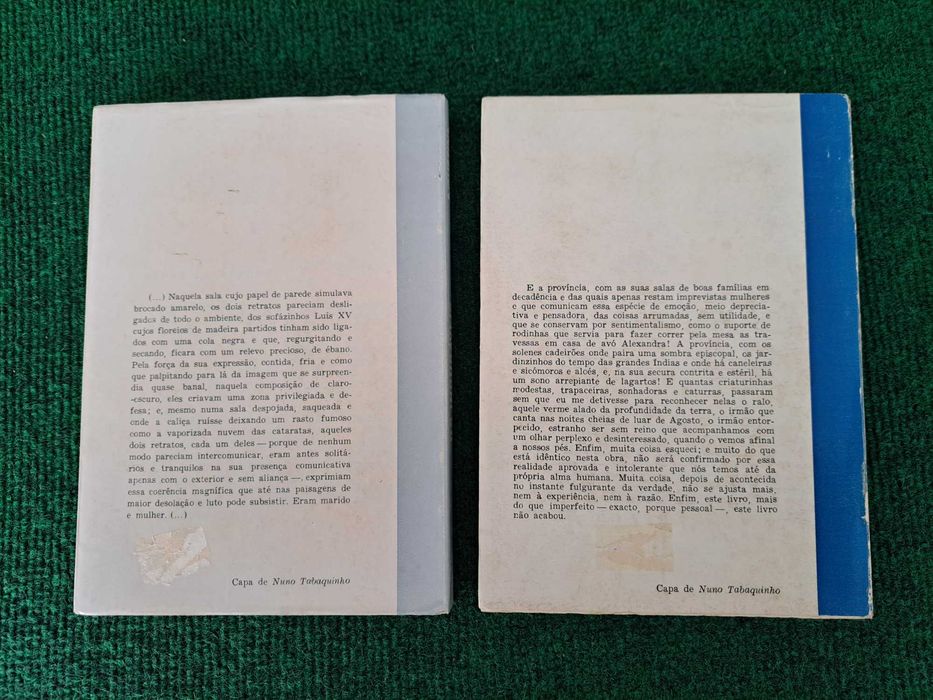 (...) Naquela sala cujo papel de parede simulava
brocado amarelo, os dois retratos pareciam desli-
gados de todo o ambiente, dos sofàzinhos Luís XV
cujos floreios de madeira partidos tinham sido liga-
dos com uma cola negra e que, regurgitando e
secando, ficara com um relevo precioso, de ébano.
Pela força da sua expressão, contida, fria e como
que palpitando para lá da imagem que se surpreen-
dia quase banal, naquela composição de claro-
-escuro, eles criavam uma zona privilegiada e de-
fesa; e, mesmo numa sala despojada, saqueada e
onde a caliça ruísse deixando um rasto fumoso
como a vaporizada nuvem das cataratas, aqueles
dois retratos, cada um deles — porque de nenhum
modo pareciam intercomunicar, eram antes solitá-
rios e tranquilos na sua presença comunicativa
apenas com o exterior e sem aliança —, exprimiam
essa coerência magnífica que até nas paisagens de
maior desolação e luto pode subsistir. Eram marido
e mulher. (...)
Capa de Nuno Tabaquinho
E a província, com as suas salas de boas famílias em
decadência e das quais apenas restam imprevistas mulheres
e que comunicam essa espécie de emoção, meio deprecia-
tiva e pensadora, das coisas arrumadas, sem utilidade, e
que se conservam por sentimentalismo, como o suporte de
rodinhas que servia para fazer correr pela mesa as tra-
vessas em casa de avó Alexandra! A província, com os
solenes cadeirões onde paira uma sombra episcopal, os jar-
dinzinhos do tempo das grandes Índias e onde há caneleiras
e sicómoros e aloés, e, na sua secura contrita e estéril, há
um sono arrepiante de lagartos! E quantas criaturinhas
modestas, trapaceiras, sonhadoras e caturras, passaram
sem que eu me detivesse para reconhecer nelas o ralo,
aquele verme alado da profundidade da terra, o irmão que
canta nas noites cheias de luar de Agosto, o irmão entor-
pecido, estranho ser sem reino que acompanhamos com
um olhar perplexo e desinteressado, quando o vemos afinal
a nossos pés. Enfim, muita coisa esqueci; e muito do que
está idêntico nesta obra, não será confirmado por essa
realidade aprovada e intolerante que nós temos até da
própria alma humana. Muita coisa, depois de acontecida
no instante fulgurante da verdade, não se ajusta mais,
nem à experiência, nem à razão. Enfim, este livro, mais
do que imperfeito — exacto, porque pessoal —, este livro
não acabou.
Capa de Nuno Tabaquinho